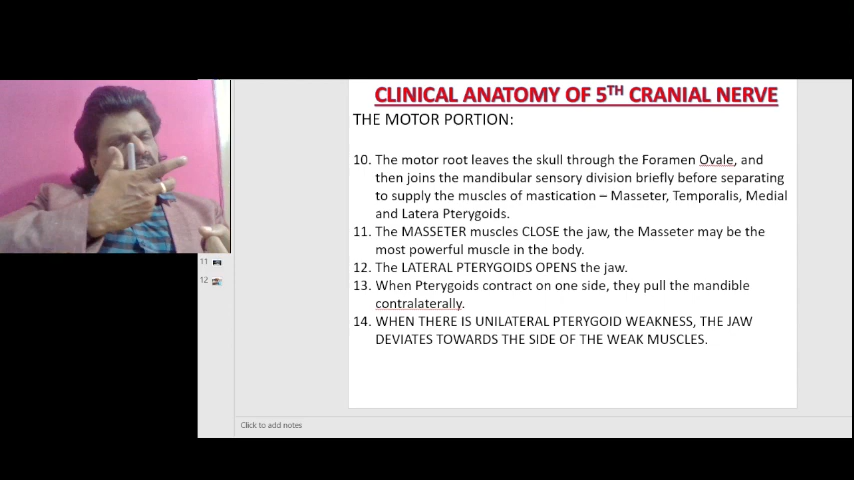 CLINICAL ANATOMY OF 5TH CRANIAL NERVE
THE MOTOR PORTION:
10. The motor root leaves the skull through the Foramen Ovale, and
then joins the mandibular sensory division briefly before separating
to supply the muscles of mastication – Masseter, Temporalis, Medial
and Latera Pterygoids.
11. The MASSETER muscles CLOSE the jaw, the Masseter may be the
most powerful muscle in the body.
12. The LATERAL PTERYGOIDS OPENS the jaw.
13. When Pterygoids contract on one side, they pull the mandible
contralaterally.
14. WHEN THERE IS UNILATERAL PTERYGOID WEAKNESS, THE JAW
DEVIATES TOWARDS THE SIDE OF THE WEAK MUSCLES.
11
12
Click to add notes